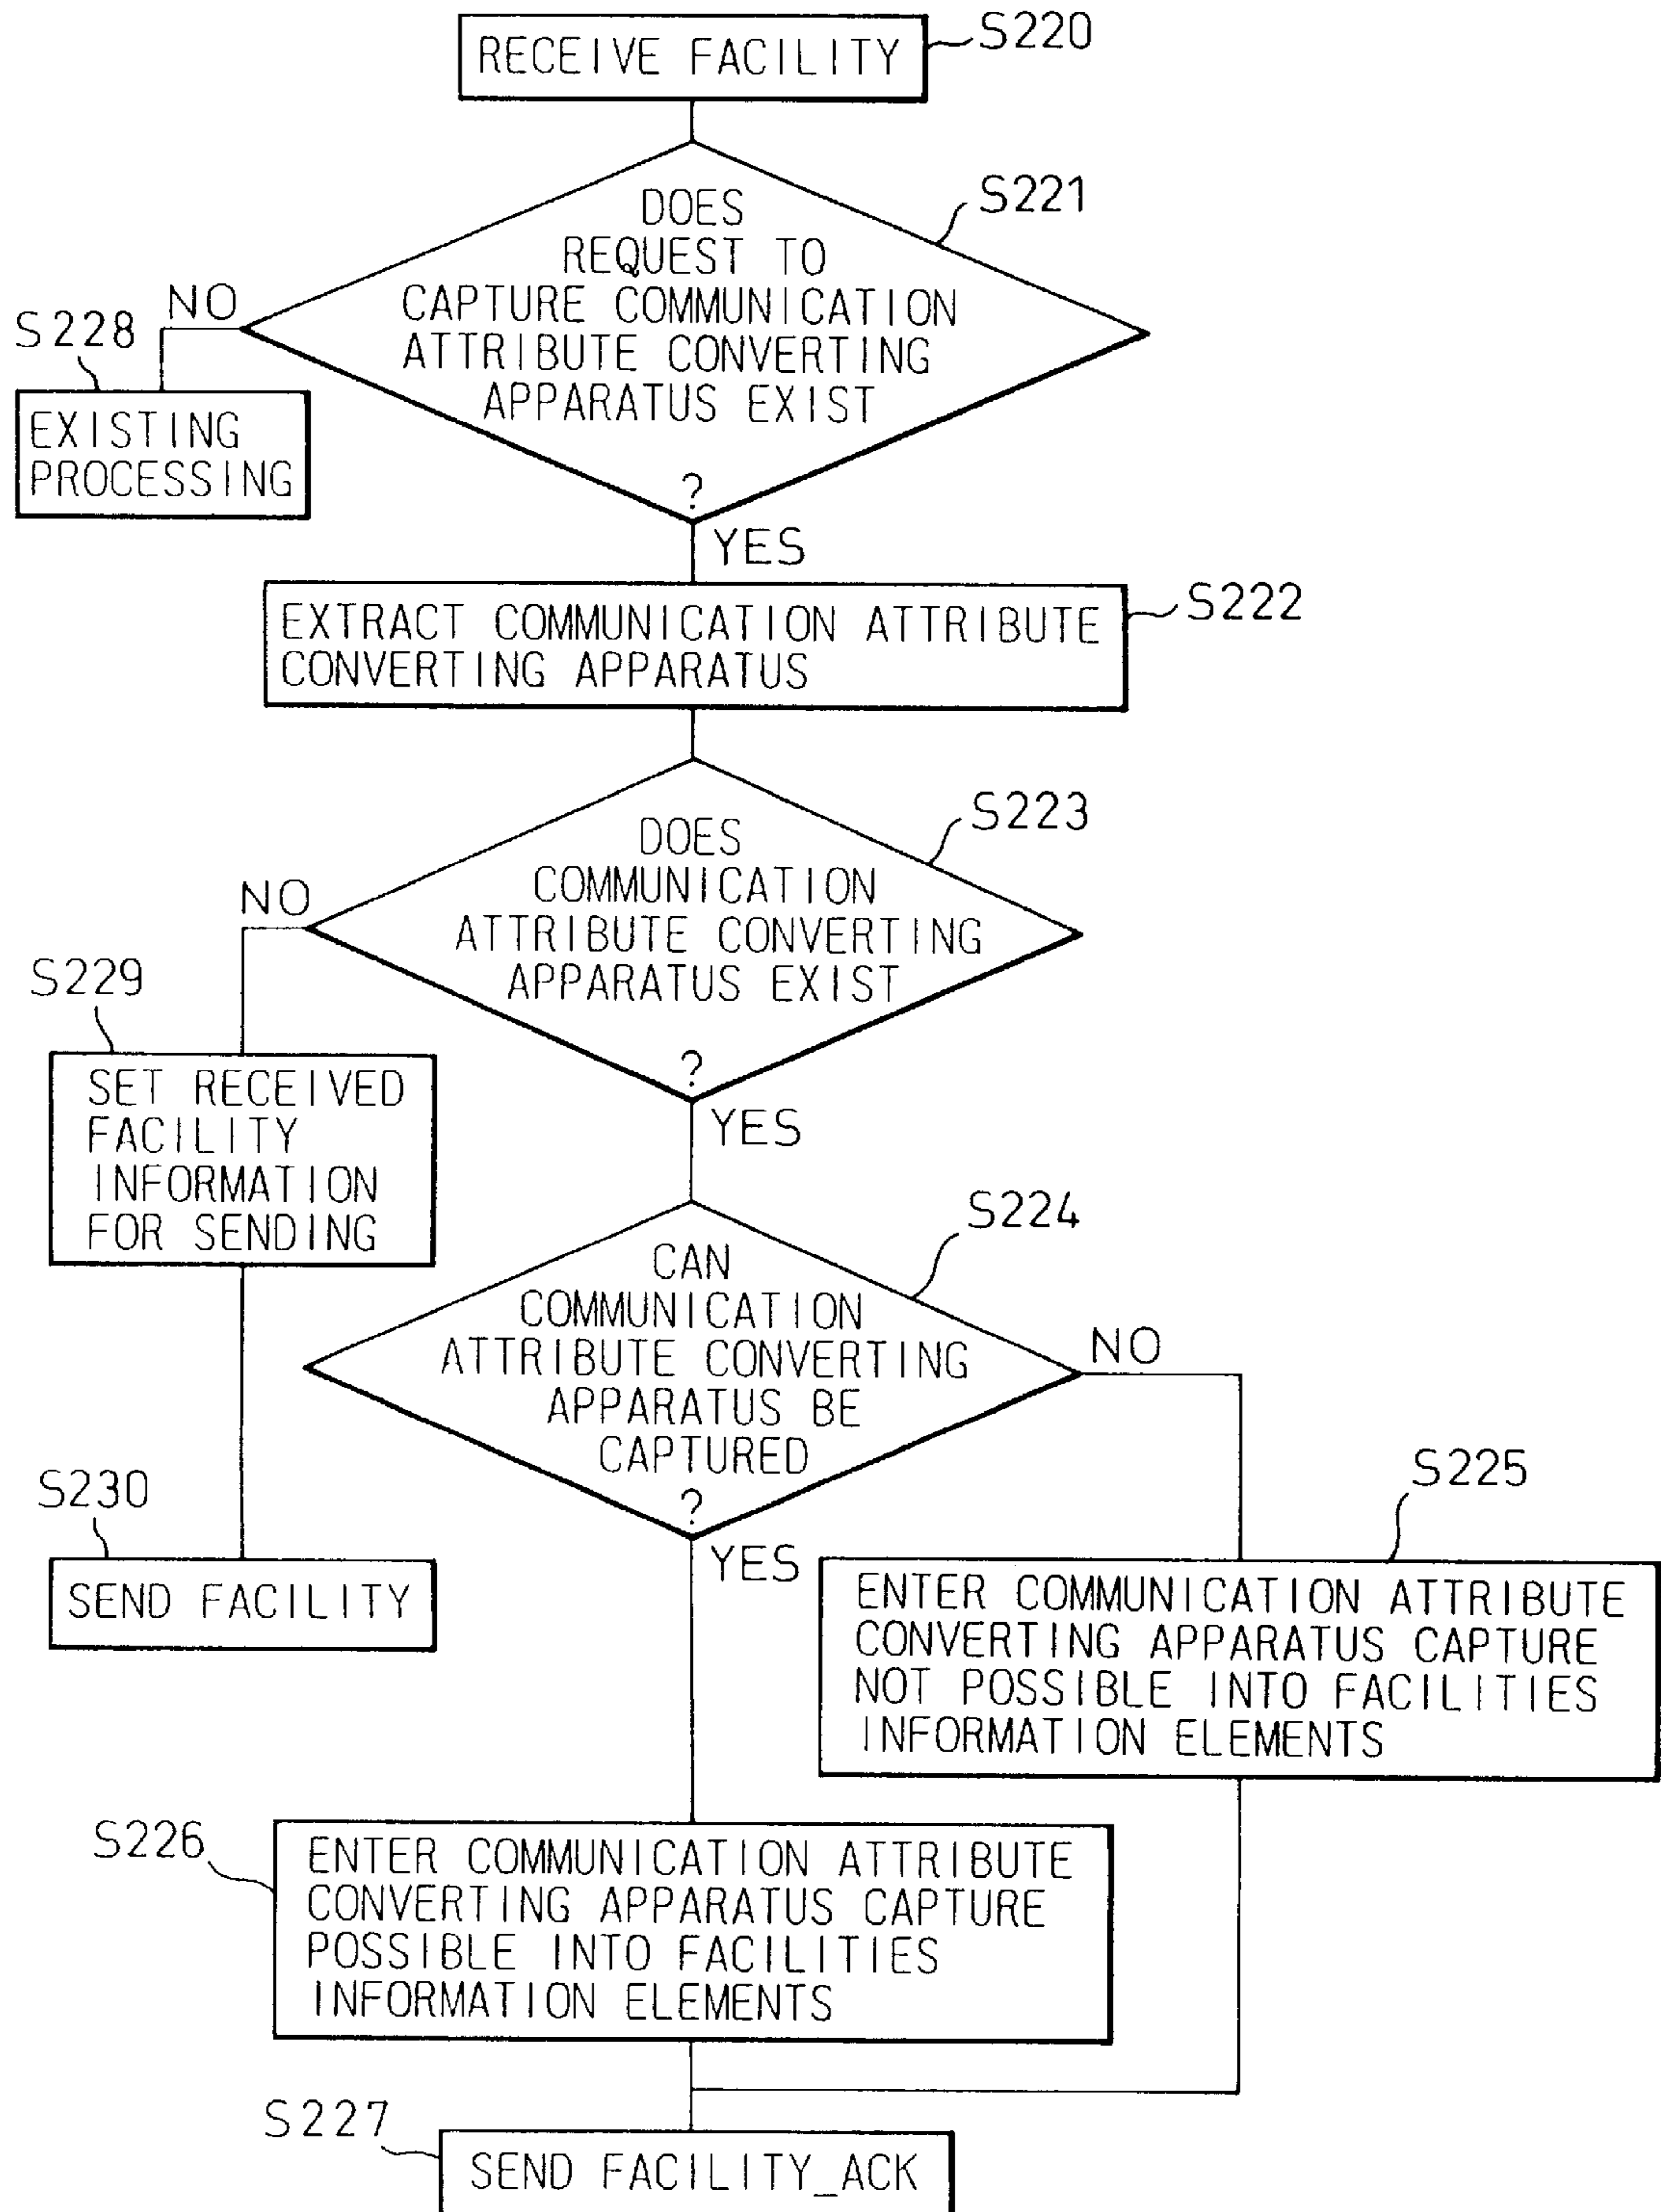 RECEIVE FACILITY
S220
DOES
REQUEST TO
CAPTURE COMMUNICATION
ATTRIBUTE CONVERTING
APPARATUS EXIST
?
S221
NO
S228
EXISTING
PROCESSING
YES
EXTRACT COMMUNICATION ATTRIBUTE
CONVERTING APPARATUS
S222
DOES
COMMUNICATION
ATTRIBUTE CONVERTING
APPARATUS EXIST
?
S223
NO
S229
SET RECEIVED
FACILITY
INFORMATION
FOR SENDING
YES
CAN
COMMUNICATION
ATTRIBUTE CONVERTING
APPARATUS BE
CAPTURED
?
S224
NO
S230
SEND FACILITY
YES
S225
ENTER COMMUNICATION ATTRIBUTE
CONVERTING APPARATUS CAPTURE
NOT POSSIBLE INTO FACILITIES
INFORMATION ELEMENTS
S226
ENTER COMMUNICATION ATTRIBUTE
CONVERTING APPARATUS CAPTURE
POSSIBLE INTO FACILITIES
INFORMATION ELEMENTS
S227
SEND FACILITY_ACK